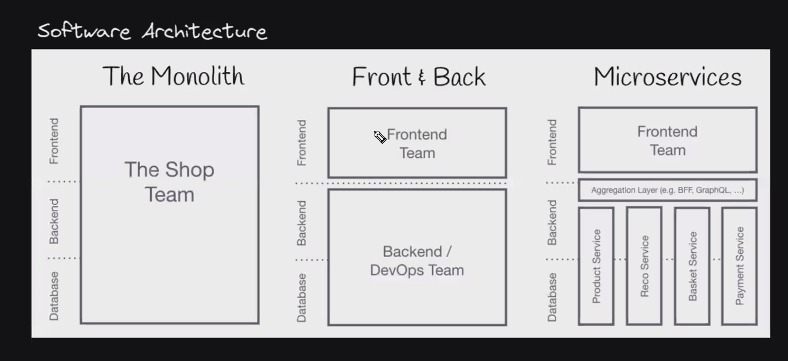 Software Architecture
The Monolith
Frontend
Backend
Database
The Shop
Team
Front & Back
Frontend
Backend
Database
Frontend
Team
Backend /
DevOps Team
Microservices
Frontend
Backend
Database
Frontend
Team
Aggregation Layer (e.g. BFF, GraphQL, ...)
Product Service
Reco Service
Basket Service
Payment Service